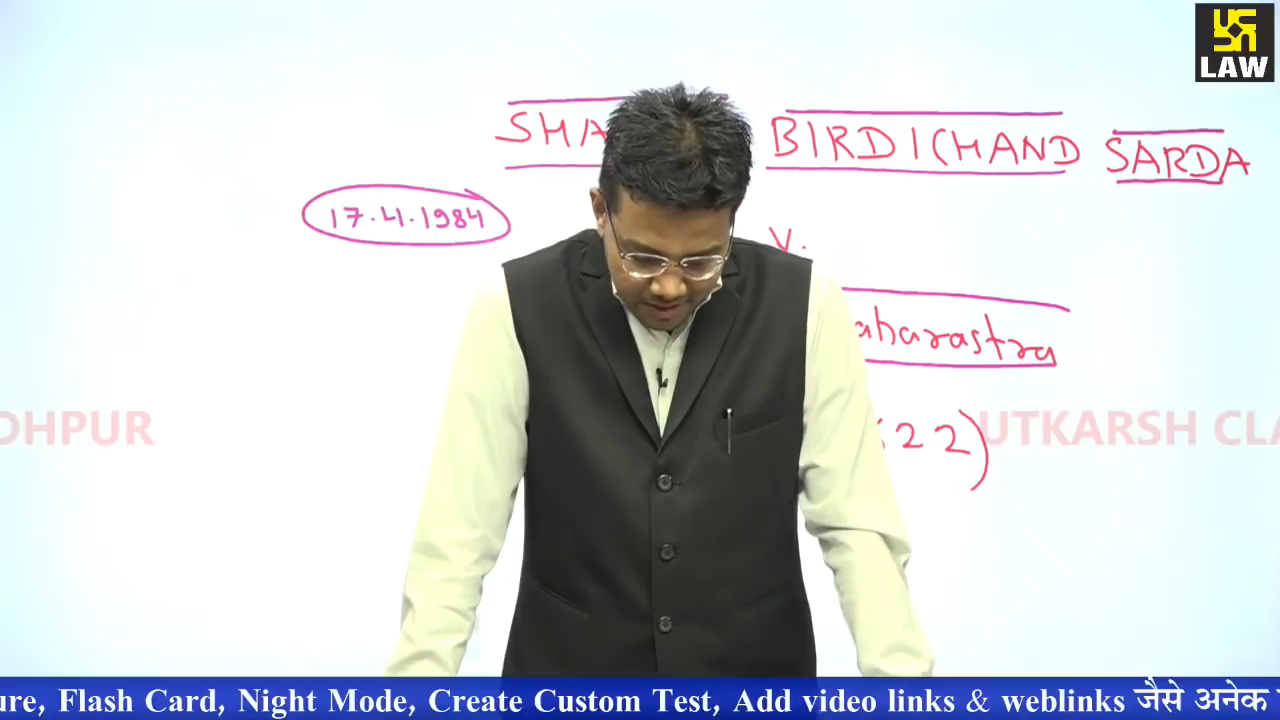 LAW
SHA BIRDICHAND SARDA
17.4.1984
V.
aharastra
22)
DHPUR
UTKARSH CLA
ure, Flash Card, Night Mode, Create Custom Test, Add video links & weblinks जैसे अनेक